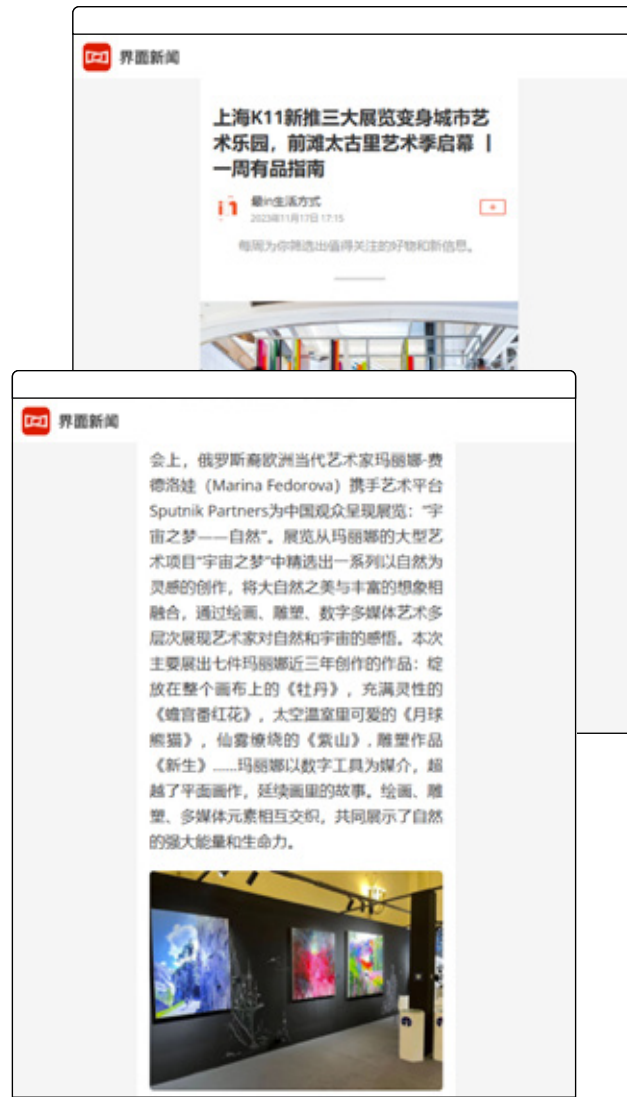 界面新闻
上海K11新推三大展览变身城市艺
术乐园，前滩太古里艺术季启幕 丨
一周有品指南
最in生活方式
2023年11月17日 17:15
每周为你筛选出值得关注的好物和新信息。
界面新闻
会上，俄罗斯裔欧洲当代艺术家玛丽娜·费
德洛娃（Marina Fedorova）携手艺术平台
Sputnik Partners为中国观众呈现展览：“宇
宙之梦——自然”。展览从玛丽娜的大型艺
术项目“宇宙之梦”中精选出一系列以自然为
灵感的创作，将大自然之美与丰富的想象相
融合，通过绘画、雕塑、数字多媒体艺术多
层次展现艺术家对自然和宇宙的感悟。本次
主要展出七件玛丽娜近三年创作的作品：绽
放在整个画布上的《牡丹》，充满灵性的
《蟾宫番红花》，太空温室里可爱的《月球
熊猫》，仙雾缭绕的《紫山》，雕塑作品
《新生》……玛丽娜以数字工具为媒介，超
越了平面画作，延续画里的故事。绘画、雕
塑、多媒体元素相互交织，共同展示了自然
的强大能量和生命力。